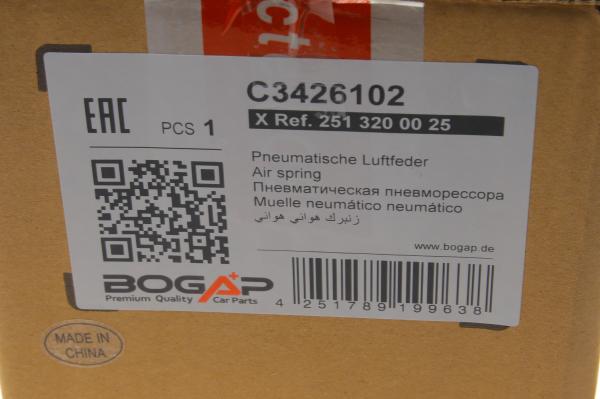 ct
C3426102
EAC
PCS 1
X Ref. 251 320 00 25
Pneumatische Luftfeder
Air spring
Пневматическая пневморессора
Muelle neumático neumático
زنبرك هوائي هوائي
www.bogap.de
BOGAP
Premium Quality Car Parts
4 251789 199638
MADE IN
CHINA